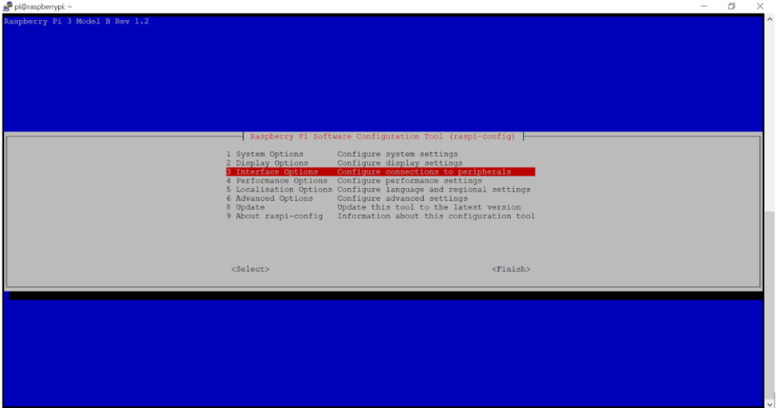 pi@raspberrypi: ~
Raspberry Pi 3 Model B Rev 1.2
Raspberry Pi Software Configuration Tool (raspi-config)
1 System Options Configure system settings
2 Display Options Configure display settings
3 Interface Options Configure connections to peripherals
4 Performance Options Configure performance settings
5 Localisation Options Configure language and regional settings
6 Advanced Options Configure advanced settings
8 Update Update this tool to the latest version
9 About raspi-config Information about this configuration tool
<Select> <Finish>